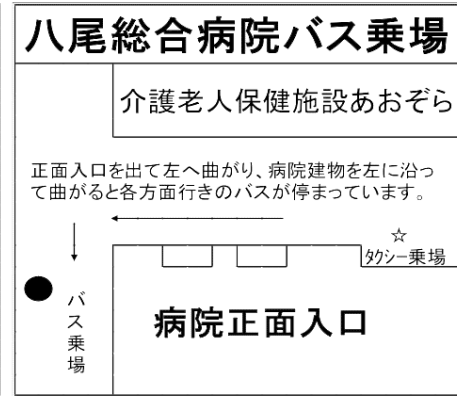 八尾総合病院バス乗場
介護老人保健施設あおぞら
正面入口を出て左へ曲がり、病院建物を左に沿っ
て曲がると各方面行きのバスが停まっています。
☆
タクシー乗場
バス乗場
病院正面入口